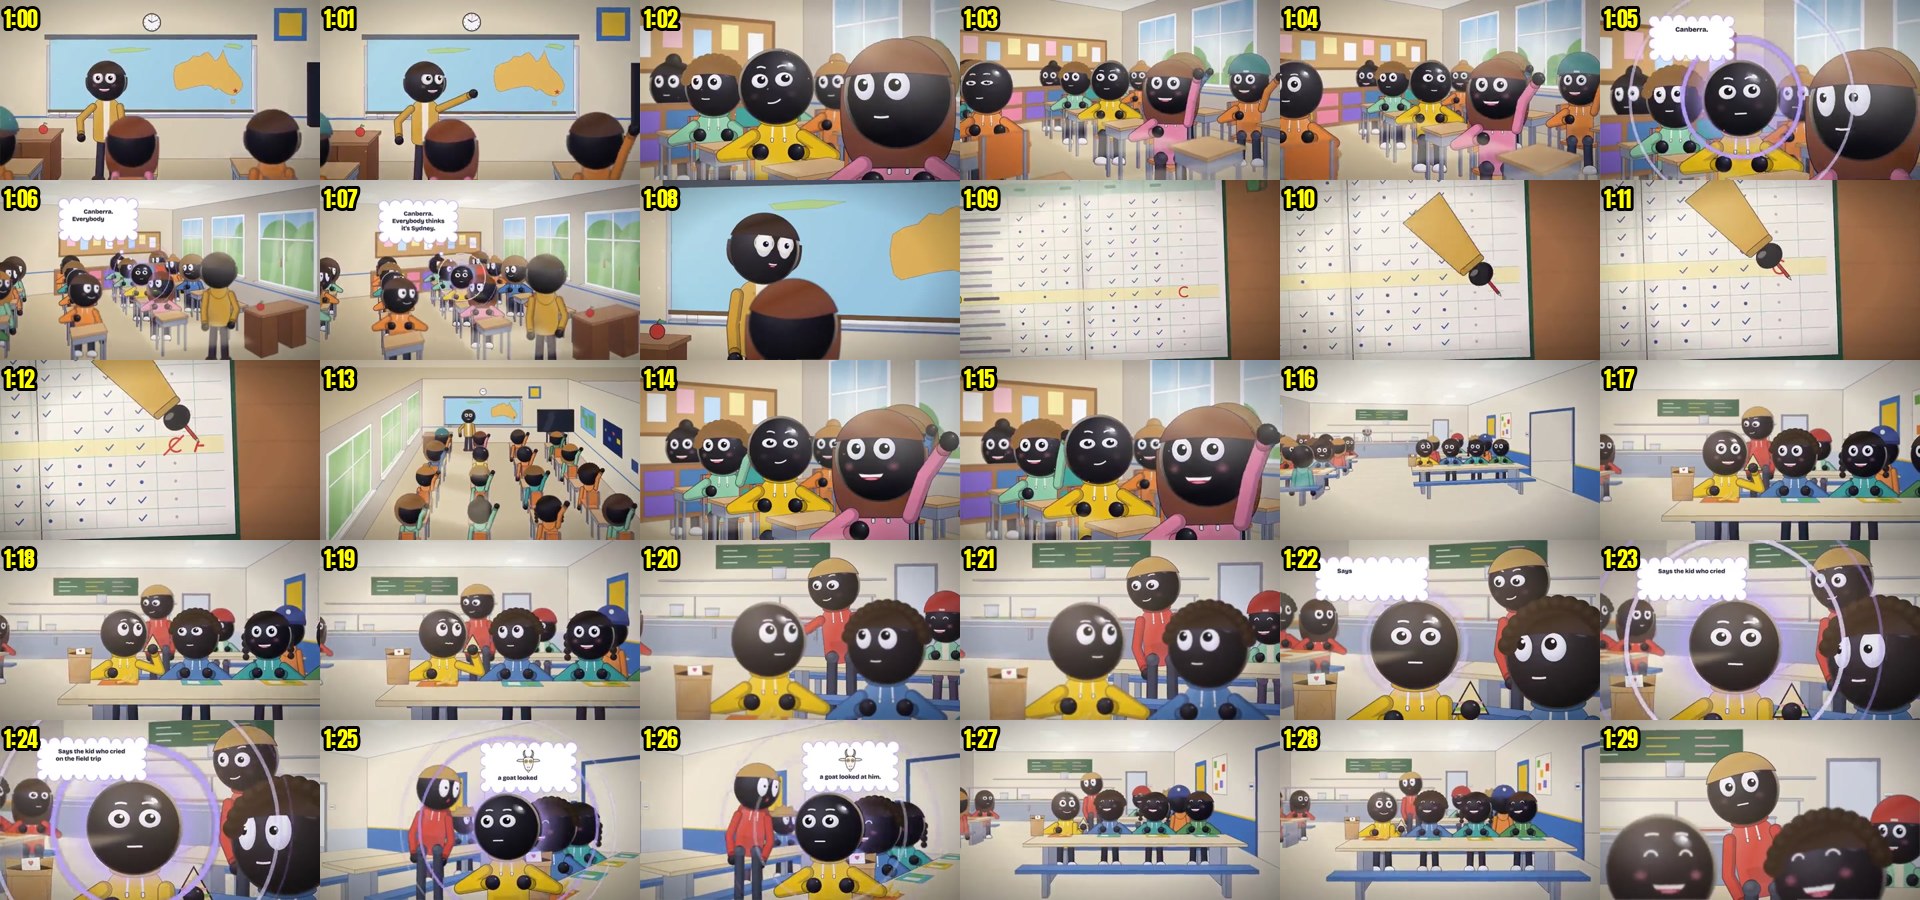 1:00
1:01
1:02
1:03
1:04
1:05
Canberra.
1:06
Canberra.
Everybody
1:07
Canberra.
Everybody thinks
it's Sydney.
1:08
1:09
C
1:10
1:11
1:12
1:13
1:14
1:15
1:16
1:17
1:18
1:19
1:20
1:21
1:22
Says
1:23
Says the kid who cried
1:24
Says the kid who cried
on the field trip
1:25
a goat looked
1:26
a goat looked at him.
1:27
1:28
1:29